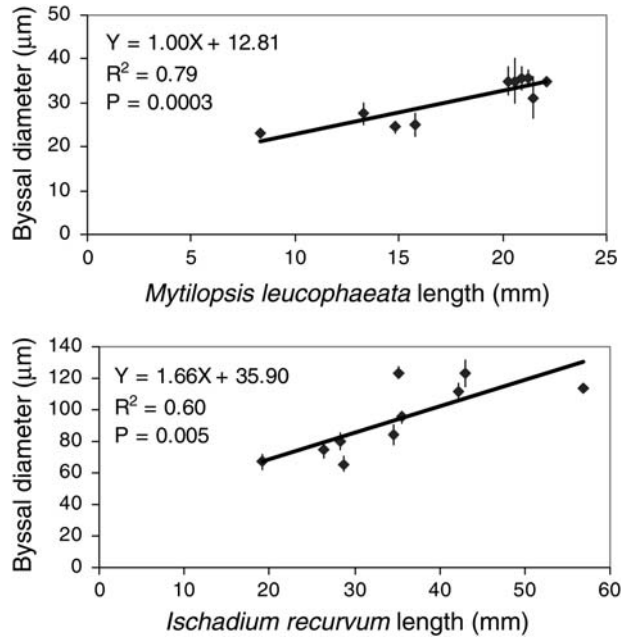 50
40
30
20
10
0
Byssal diameter (µm)
Y = 1.00X + 12.81
R² = 0.79
P = 0.0003
0 5 10 15 20 25
Mytilopsis leucophaeata length (mm)
140
120
100
80
60
40
20
0
Byssal diameter (µm)
Y = 1.66X + 35.90
R² = 0.60
P = 0.005
0 10 20 30 40 50 60
Ischadium recurvum length (mm)